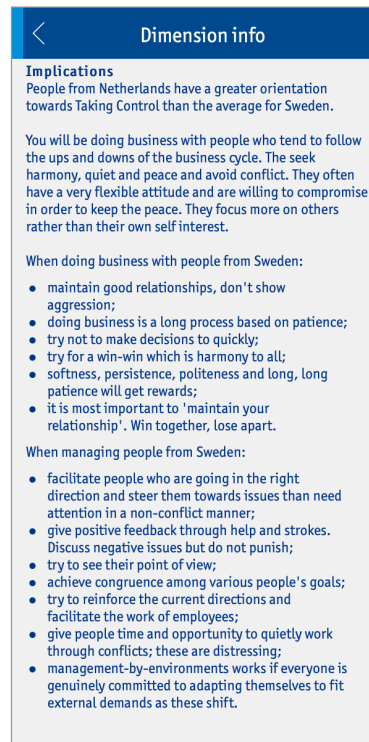 Dimension info
Implications
People from Netherlands have a greater orientation
towards Taking Control than the average for Sweden.
You will be doing business with people who tend to follow
the ups and downs of the business cycle. The seek
harmony, quiet and peace and avoid conflict. They often
have a very flexible attitude and are willing to compromise
in order to keep the peace. They focus more on others
rather than their own self interest.
When doing business with people from Sweden:
• maintain good relationships, don't show
aggression;
• doing business is a long process based on patience;
• try not to make decisions to quickly;
• try for a win-win which is harmony to all;
• softness, persistence, politeness and long, long
patience will get rewards;
• it is most important to 'maintain your
relationship'. Win together, lose apart.
When managing people from Sweden:
• facilitate people who are going in the right
direction and steer them towards issues than need
attention in a non-conflict manner;
• give positive feedback through help and strokes.
Discuss negative issues but do not punish;
• try to see their point of view;
• achieve congruence among various people's goals;
• try to reinforce the current directions and
facilitate the work of employees;
• give people time and opportunity to quietly work
through conflicts; these are distressing;
• management-by-environments works if everyone is
genuinely committed to adapting themselves to fit
external demands as these shift.